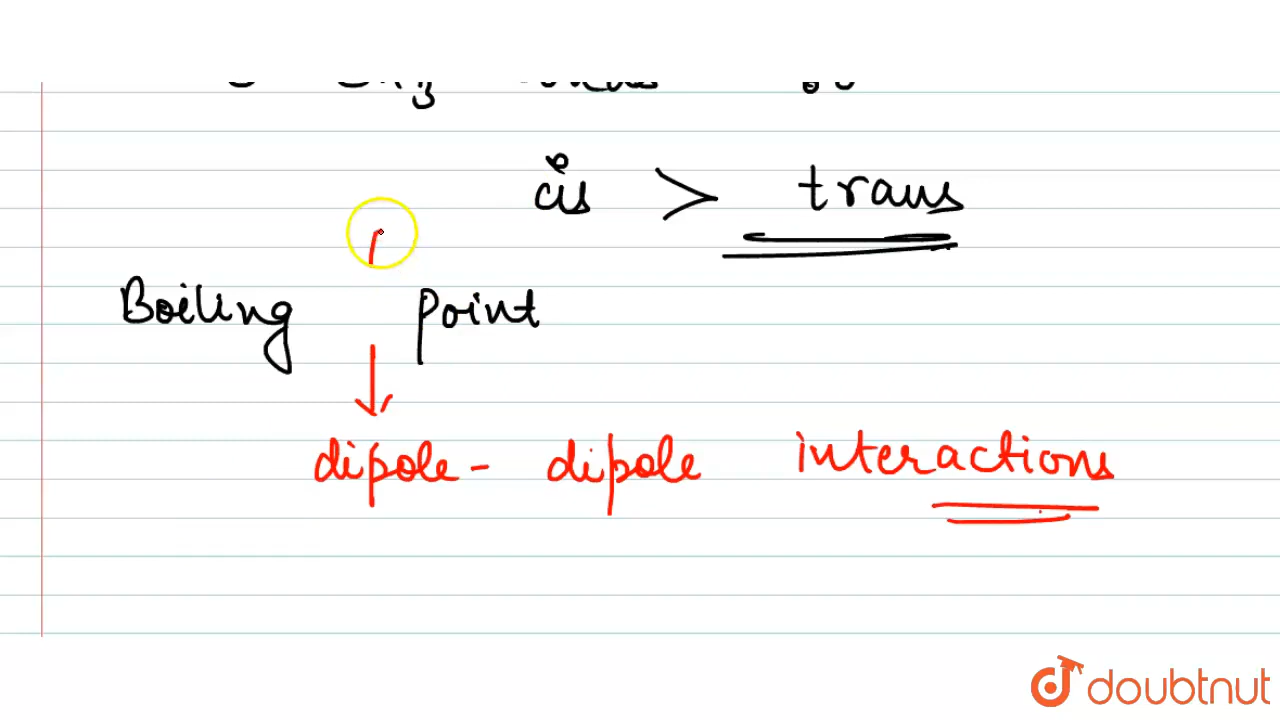 cis > trans
Boiling point
dipole - dipole interactions
doubtnut